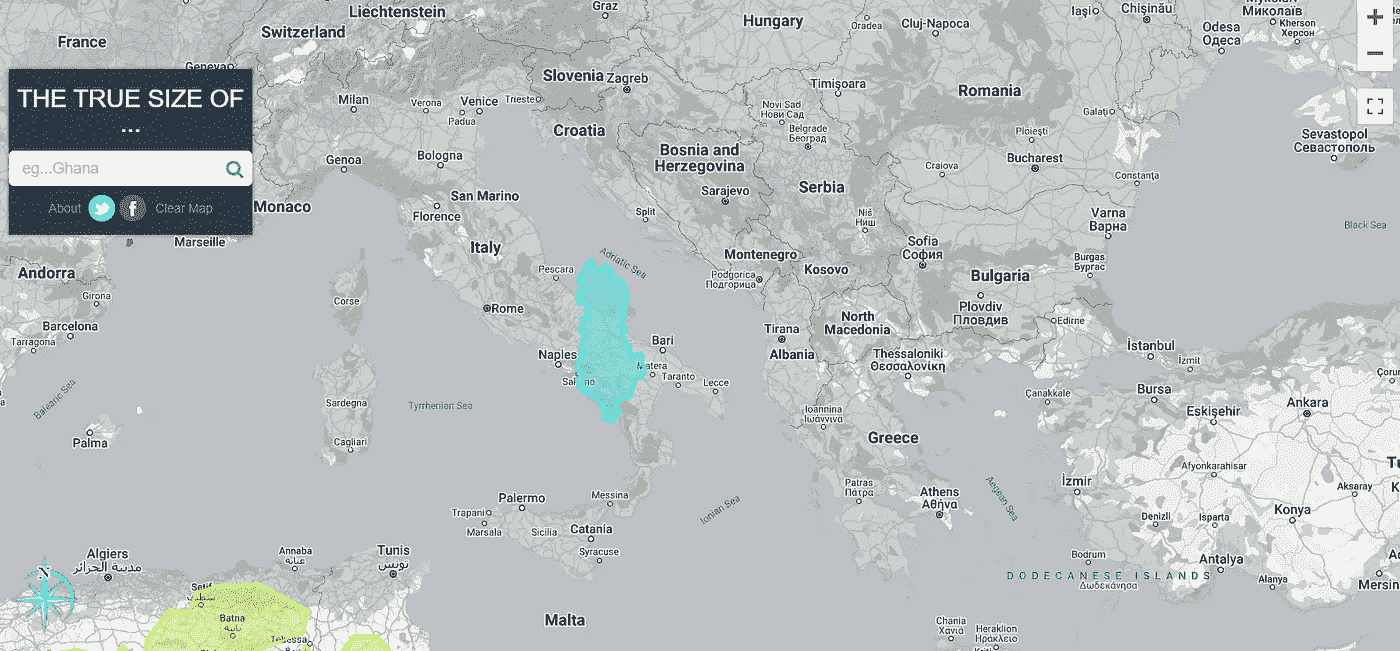 Liechtenstein
Graz
Hungary
Oradea
Cluj-Napoca
Iași
Chișinău
Миколаїв
Kherson
Херсон
Odesa
Одеса
France
Switzerland
Geneva
Slovenia
Zagreb
Timișoara
Romania
Galați
THE TRUE SIZE OF
...
eg...Ghana
About
Clear Map
Milan
Verona
Venice
Trieste
Padua
Croatia
Novi Sad
Нови Сад
Belgrade
Београд
Ploiești
Sevastopol
Севастополь
Genoa
Bologna
Bosnia and
Herzegovina
Craiova
Bucharest
Constanța
San Marino
Sarajevo
Serbia
Monaco
Florence
Split
Niš
Ниш
Varna
Варна
Black Sea
Marseille
Italy
Adriatic Sea
Montenegro
Sofia
София
Burgas
Бургас
Andorra
Pescara
Podgorica
Подгорица
Kosovo
Bulgaria
Girona
Corse
Rome
Plovdiv
Пловдив
Barcelona
Tarragona
North
Macedonia
Edirne
Tirana
Bari
Naples
Albania
Thessaloniki
Θεσσαλονίκη
İstanbul
İzmit
Matera
Taranto
Lecce
Çanakkale
Bursa
Eskişehir
Ankara
Balearic Sea
Sardegna
Tyrrhenian Sea
Ioannina
Ιωάννινα
Palma
Cagliari
Greece
Afyonkarahisar
Aksaray
Palermo
Messina
Ionian Sea
Patras
Πάτρα
Athens
Αθήνα
Aegean Sea
İzmir
Trapani
Marsala
Sicilia
Catania
Syracuse
Denizli
Isparta
Konya
Algiers
مدينة الجزائر
Annaba
عنابة
Tunis
تونس
Bodrum
Antalya
Alanya
Mersin
DODECANESE ISLANDS
Δωδεκάνησα
N
Setif
سطيف
Batna
باتنة
Tebessa
Malta
Chania
Χανιά
Heraklion
Ηράκλειο